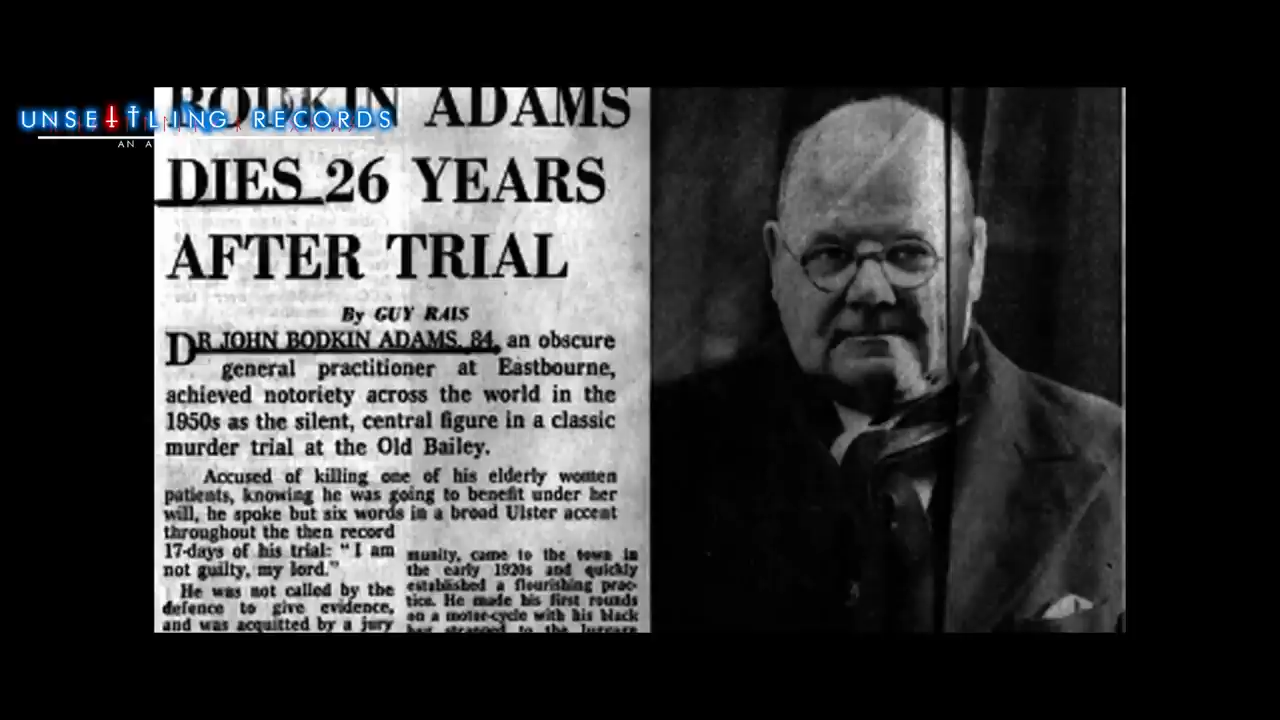 UNSETTLING RECORDS
AN A
BODKIN ADAMS
DIES 26 YEARS
AFTER TRIAL
By GUY RAIS
DR JOHN BODKIN ADAMS, 84, an obscure
general practitioner at Eastbourne,
achieved notoriety across the world in the
1950s as the silent, central figure in a classic
murder trial at the Old Bailey.
Accused of killing one of his elderly women
patients, knowing he was going to benefit under her
will, he spoke but six words in a broad Ulster accent
throughout the then record
17-days of his trial: "I am
not guilty, my lord."
He was not called by the
defence to give evidence,
and was acquitted by a jury
munity, came to the town in
the early 1920s and quickly
established a flourishing prac-
tice. He made his first rounds
on a motor-cycle with his black